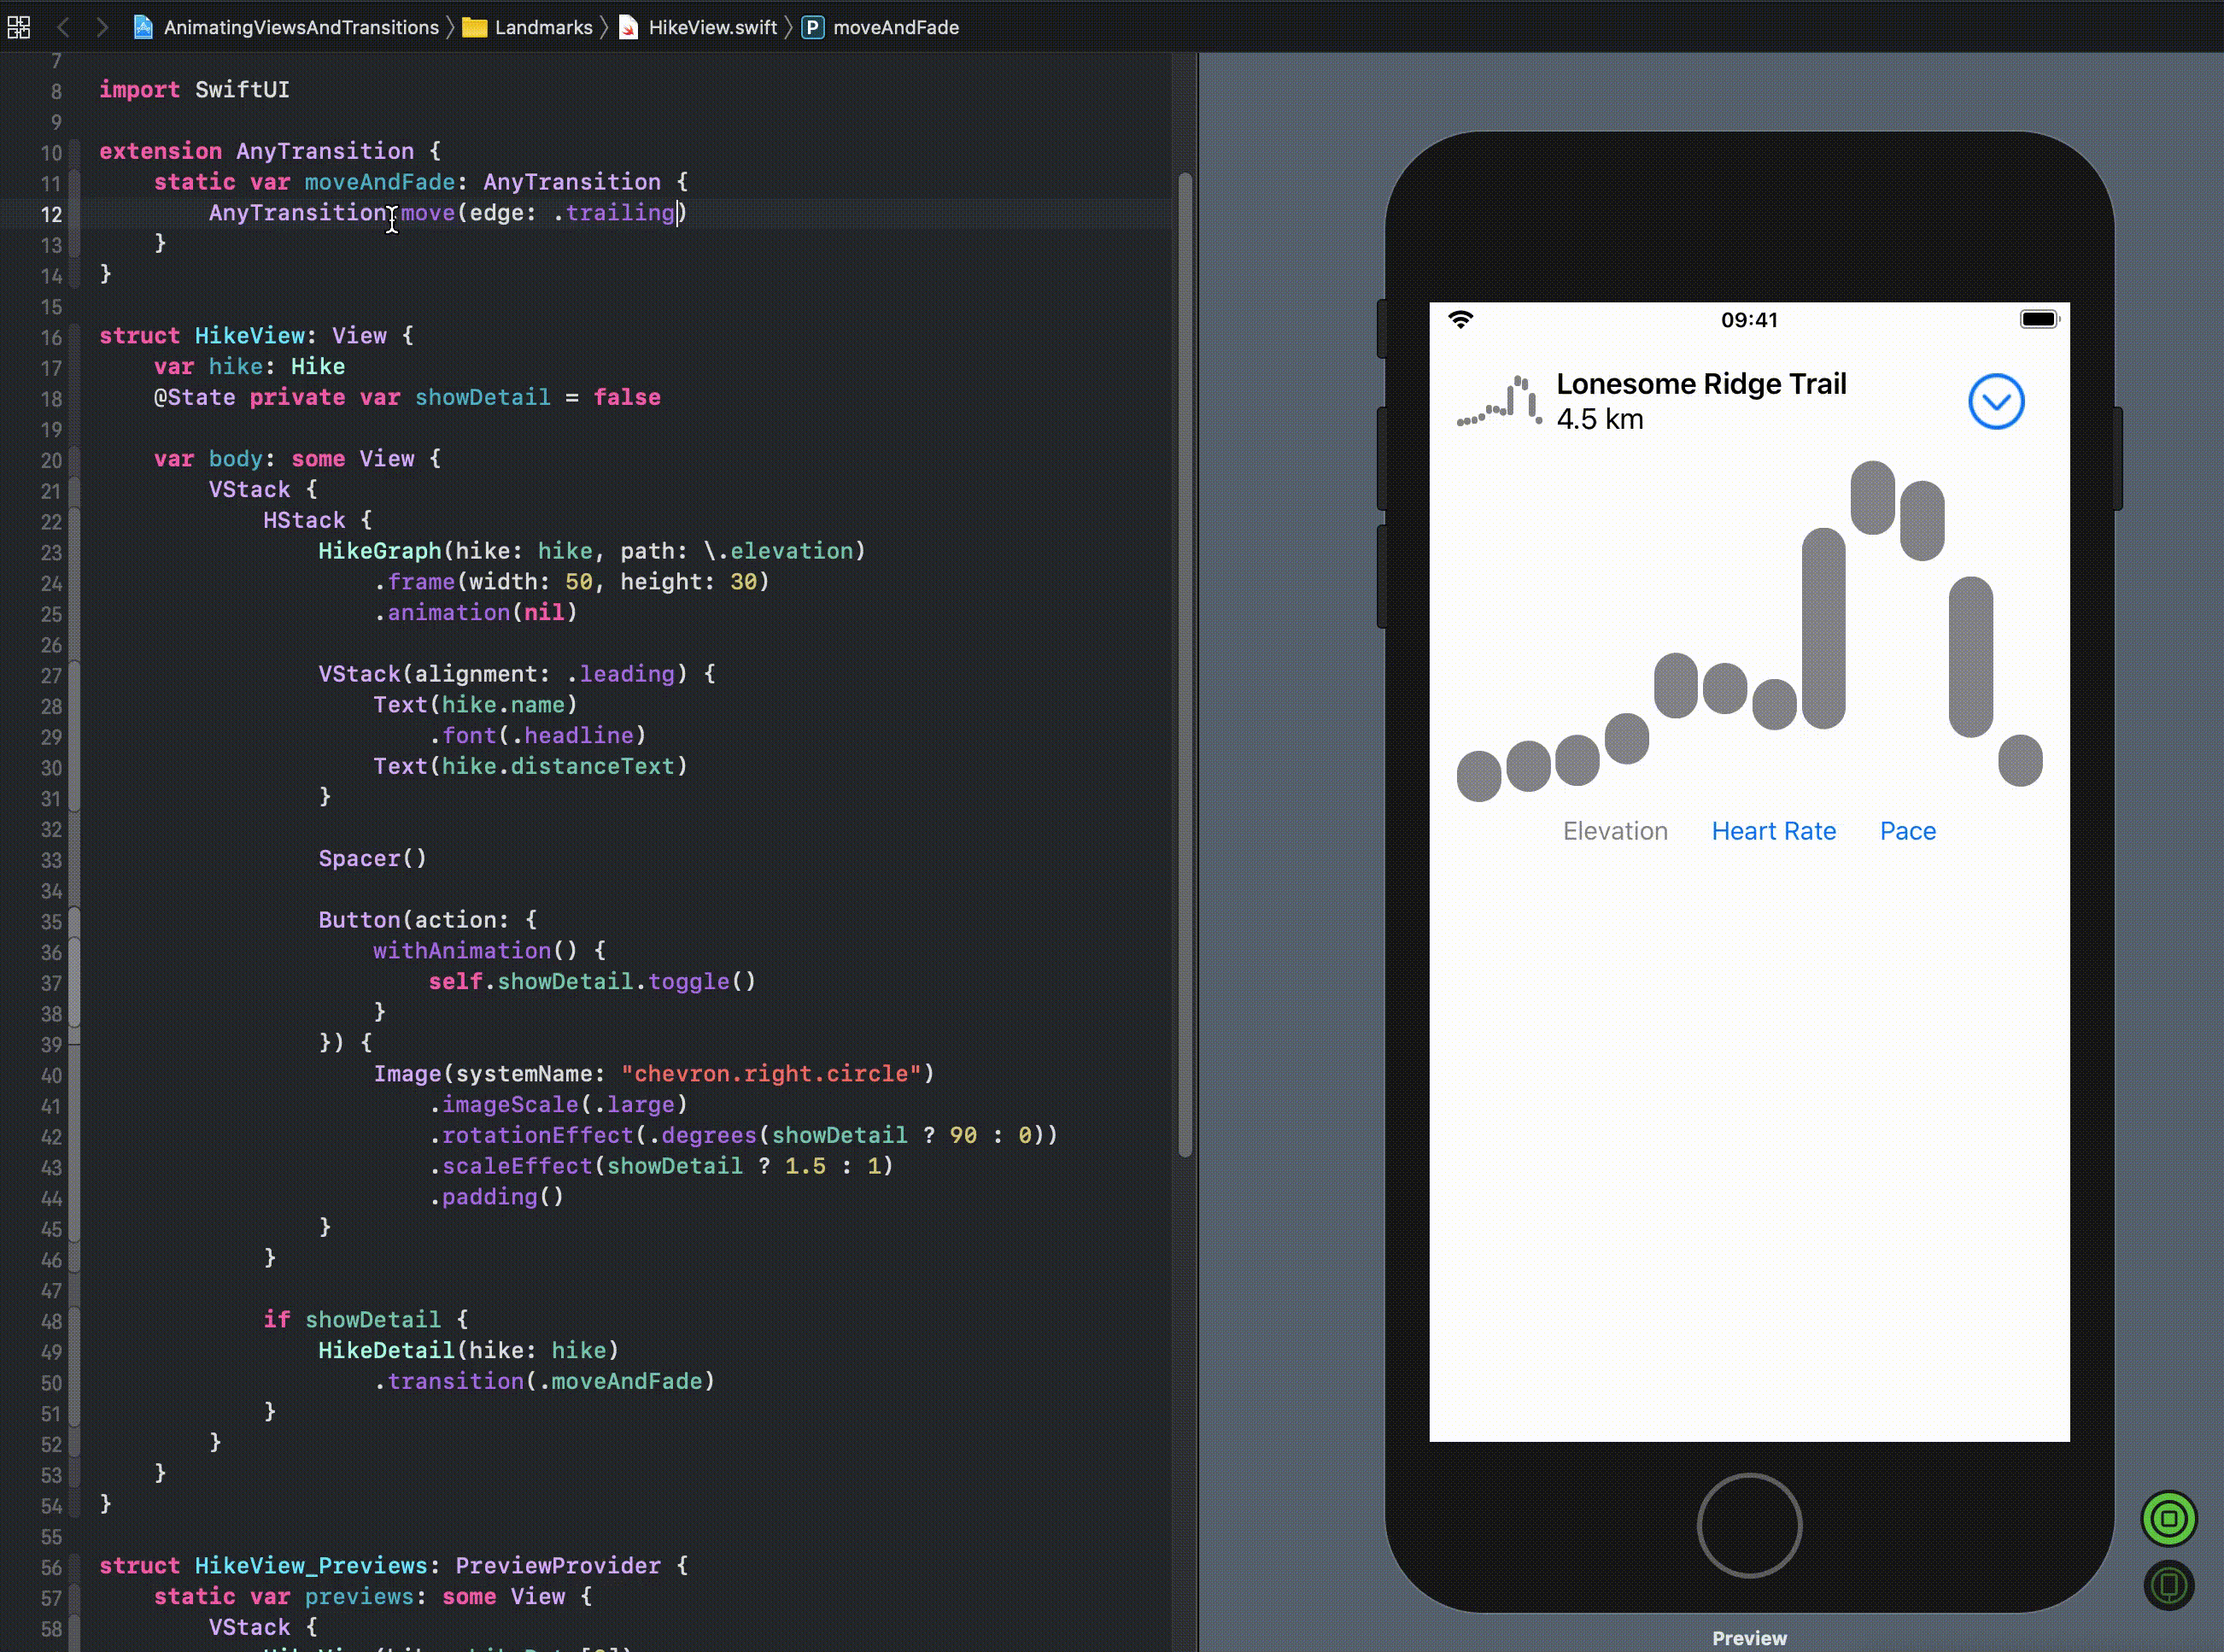 AnimatingViewsAndTransitions Landmarks HikeView.swift P moveAndFade
7
8 import SwiftUI
9
10 extension AnyTransition {
11 static var moveAndFade: AnyTransition {
12 AnyTransition.move(edge: .trailing)
13 }
14 }
15
16 struct HikeView: View {
17 var hike: Hike
18 @State private var showDetail = false
19
20 var body: some View {
21 VStack {
22 HStack {
23 HikeGraph(hike: hike, path: \.elevation)
24 .frame(width: 50, height: 30)
25 .animation(nil)
26
27 VStack(alignment: .leading) {
28 Text(hike.name)
29 .font(.headline)
30 Text(hike.distanceText)
31 }
32
33 Spacer()
34
35 Button(action: {
36 withAnimation() {
37 self.showDetail.toggle()
38 }
39 }) {
40 Image(systemName: "chevron.right.circle")
41 .imageScale(.large)
42 .rotationEffect(.degrees(showDetail ? 90 : 0))
43 .scaleEffect(showDetail ? 1.5 : 1)
44 .padding()
45 }
46 }
47
48 if showDetail {
49 HikeDetail(hike: hike)
50 .transition(.moveAndFade)
51 }
52 }
53 }
54 }
55
56 struct HikeView_Previews: PreviewProvider {
57 static var previews: some View {
58 VStack {
09:41
Lonesome Ridge Trail
4.5 km
Elevation Heart Rate Pace
Preview